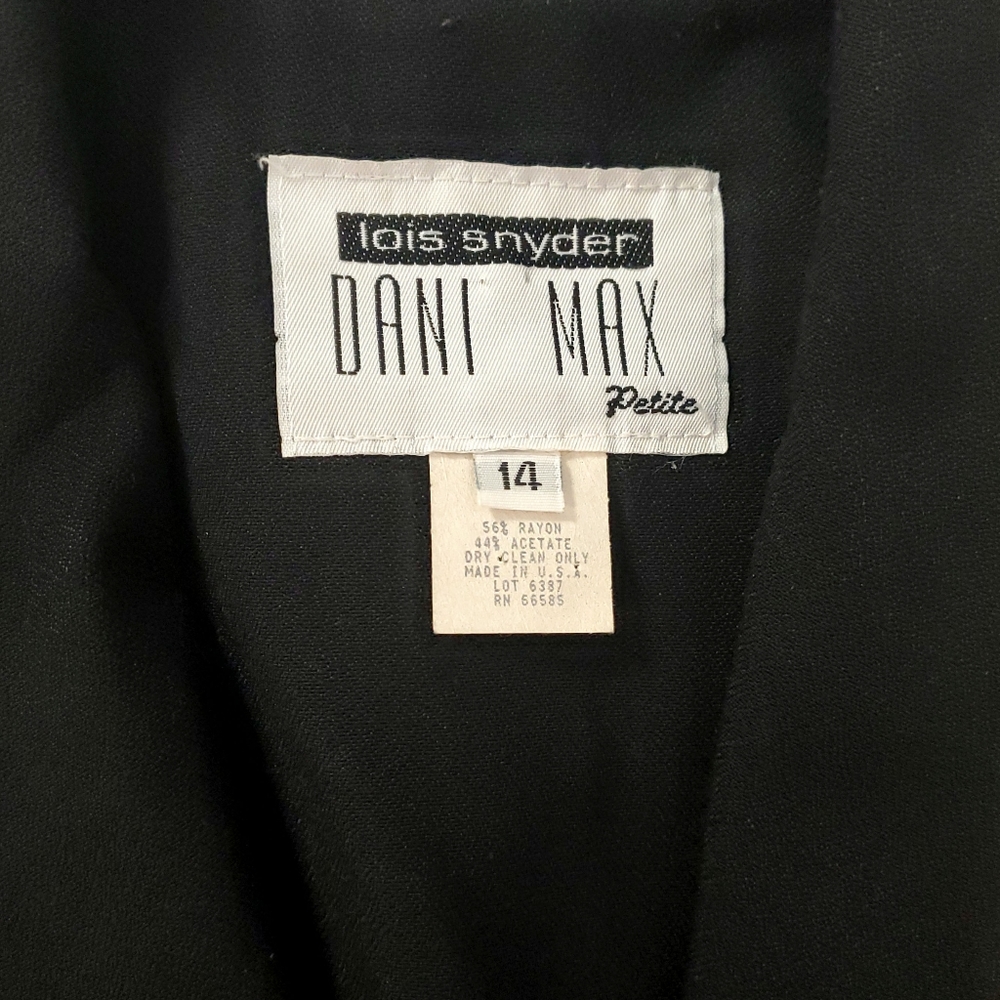 lois snyder
DANI MAX
Petite
14
56% RAYON
44% ACETATE
DRY CLEAN ONLY
MADE IN U.S.A.
LOT 6387
RN 66585